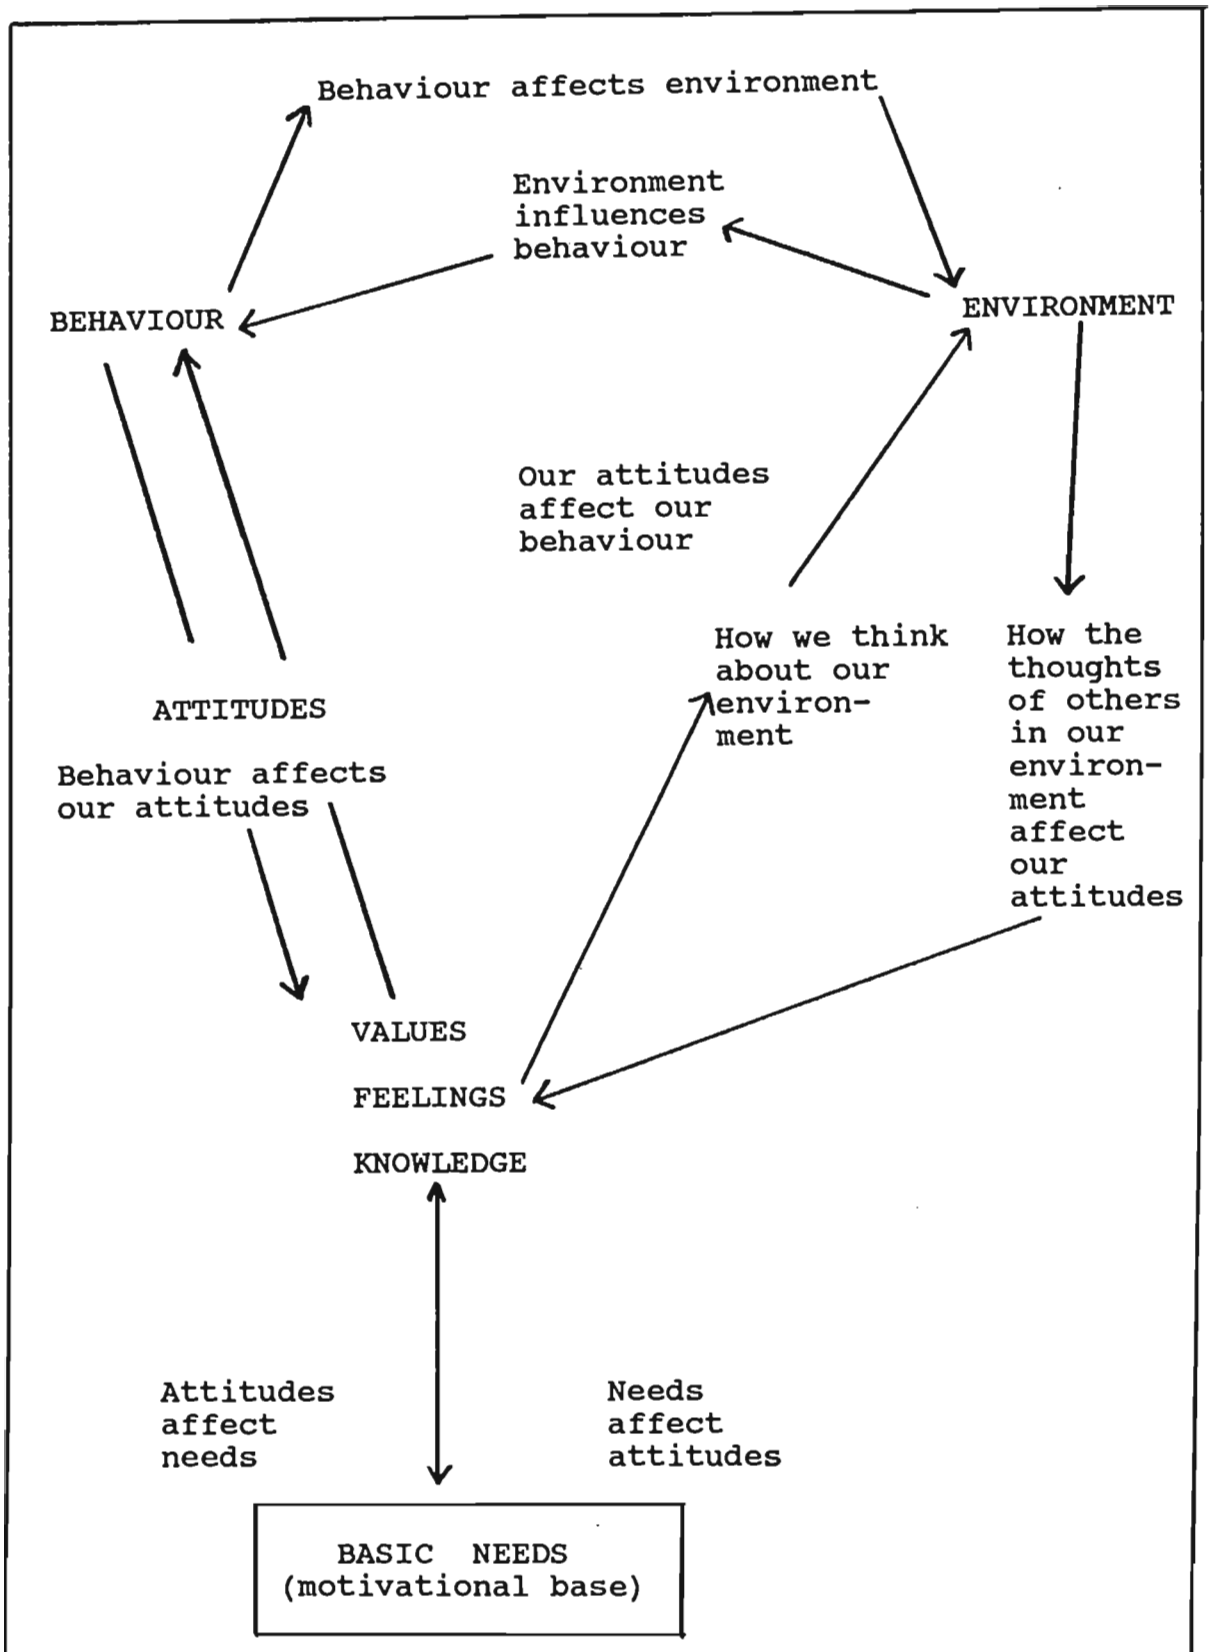 Behaviour affects environment
Environment
influences
behaviour
BEHAVIOUR
ENVIRONMENT
Our attitudes
affect our
behaviour
How we think
about our
environ-
ment
How the
thoughts
of others
in our
environ-
ment
affect
our
attitudes
ATTITUDES
Behaviour affects
our attitudes
VALUES
FEELINGS
KNOWLEDGE
Attitudes
affect
needs
Needs
affect
attitudes
BASIC NEEDS
(motivational base)